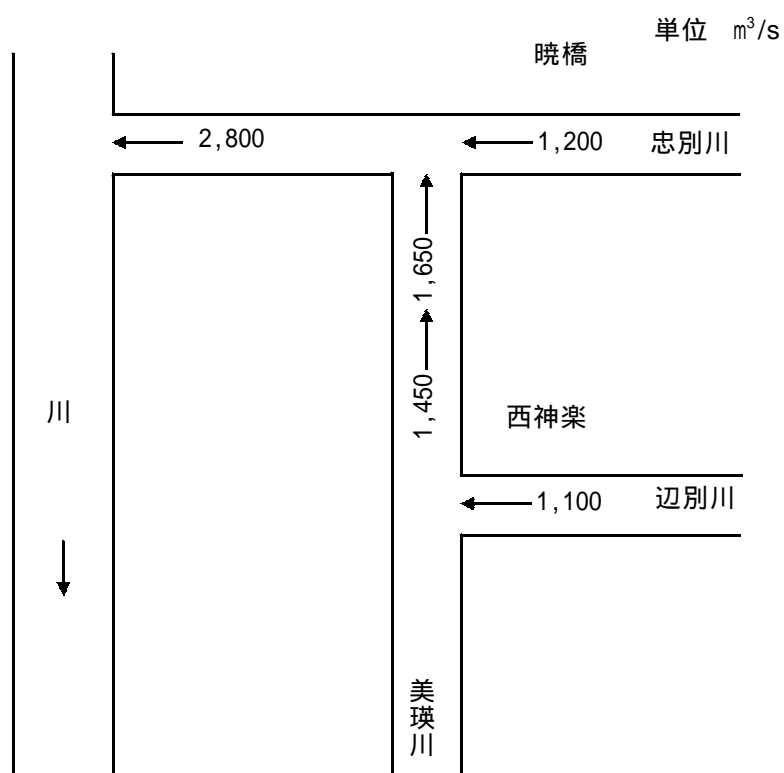 単位 m³/s
暁橋
2,800
1,200
忠別川
1,650
1,450
川
西神楽
1,100
辺別川
美瑛川